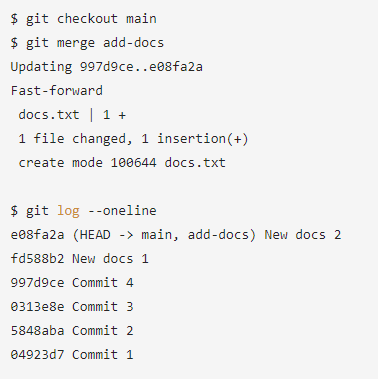 $ git checkout main
$ git merge add-docs
Updating 997d9ce..e08fa2a
Fast-forward
 docs.txt | 1 +
 1 file changed, 1 insertion(+)
 create mode 100644 docs.txt

$ git log --oneline
e08fa2a (HEAD -> main, add-docs) New docs 2
fd588b2 New docs 1
997d9ce Commit 4
0313e8e Commit 3
5848aba Commit 2
04923d7 Commit 1